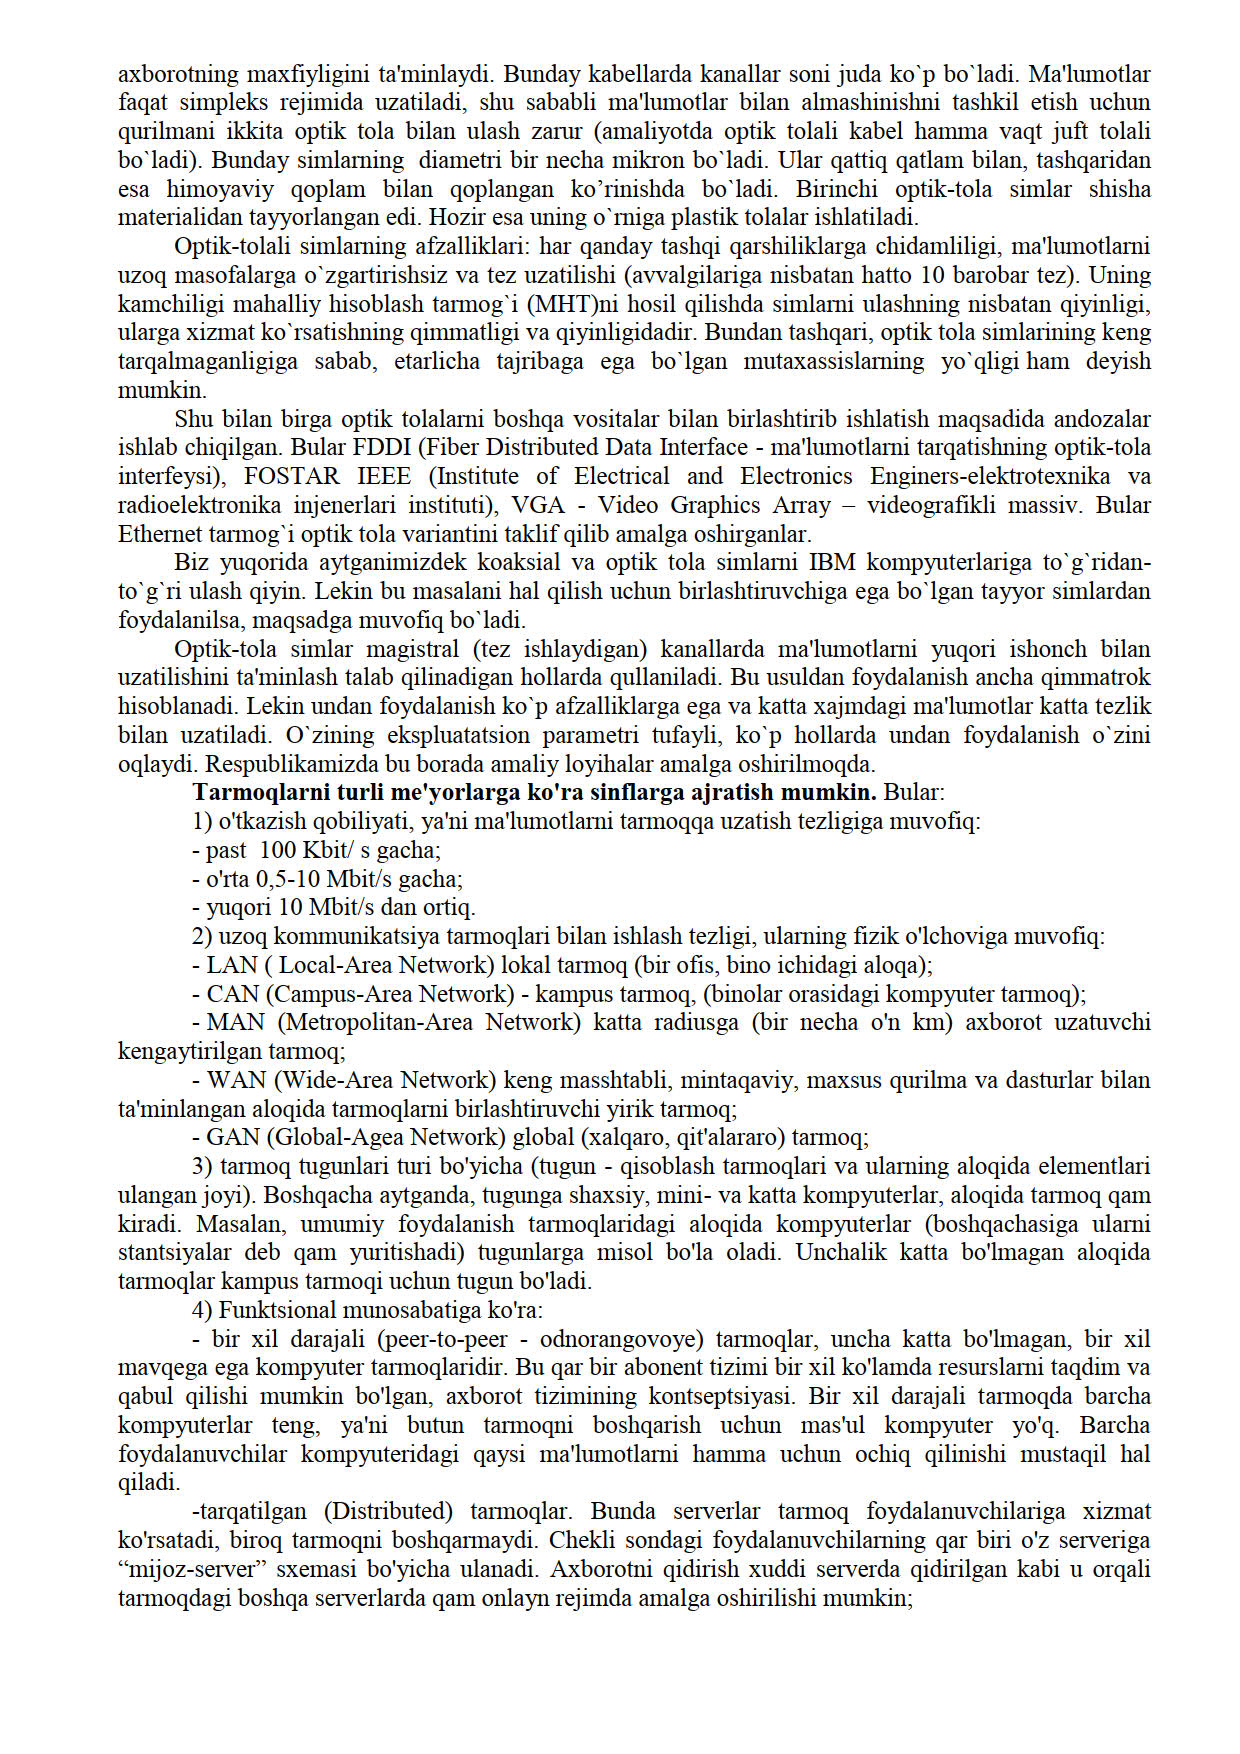 axborotning maxfiyligini ta'minlaydi. Bunday kabellarda kanallar soni juda ko`p bo`ladi. Ma'lumotlar
faqat simpleks rejimida uzatiladi, shu sababli ma'lumotlar bilan almashinishni tashkil etish uchun
qurilmani ikkita optik tola bilan ulash zarur (amaliyotda optik tolali kabel hamma vaqt juft tolali
bo`ladi). Bunday simlarning  diametri bir necha mikron bo`ladi. Ular qattiq qatlam bilan, tashqaridan
esa himoyaviy qoplam bilan qoplangan ko’rinishda bo`ladi. Birinchi optik-tola simlar shisha
materialidan tayyorlangan edi. Hozir esa uning o`rniga plastik tolalar ishlatiladi.
Optik-tolali simlarning afzalliklari: har qanday tashqi qarshiliklarga chidamliligi, ma'lumotlarni
uzoq masofalarga o`zgartirishsiz va tez uzatilishi (avvalgilariga nisbatan hatto 10 barobar tez). Uning
kamchiligi mahalliy hisoblash tarmog`i (MHT)ni hosil qilishda simlarni ulashning nisbatan qiyinligi,
ularga xizmat ko`rsatishning qimmatligi va qiyinligidadir. Bundan tashqari, optik tola simlarining keng
tarqalmaganligiga sabab, etarlicha tajribaga ega bo`lgan mutaxassislarning yo`qligi ham deyish
mumkin.
Shu bilan birga optik tolalarni boshqa vositalar bilan birlashtirib ishlatish maqsadida andozalar
ishlab chiqilgan. Bular FDDI (Fiber Distributed Data Interface - ma'lumotlarni tarqatishning optik-tola
interfeysi), FOSTAR IEEE (Institute of Electrical and Electronics Enginers-elektrotexnika va
radioelektronika injenerlari instituti), VGA - Video Graphics Array – videografikli massiv. Bular
Ethernet tarmog`i optik tola variantini taklif qilib amalga oshirganlar.
Biz yuqorida aytganimizdek koaksial va optik tola simlarni IBM kompyuterlariga to`g`ridan-
to`g`ri ulash qiyin. Lekin bu masalani hal qilish uchun birlashtiruvchiga ega bo`lgan tayyor simlardan
foydalanilsa, maqsadga muvofiq bo`ladi.
Optik-tola simlar magistral (tez ishlaydigan) kanallarda ma'lumotlarni yuqori ishonch bilan
uzatilishini ta'minlash talab qilinadigan hollarda qullaniladi. Bu usuldan foydalanish ancha qimmatrok
hisoblanadi. Lekin undan foydalanish ko`p afzalliklarga ega va katta xajmdagi ma'lumotlar katta tezlik
bilan uzatiladi. O`zining ekspluatatsion parametri tufayli, ko`p hollarda undan foydalanish o`zini
oqlaydi. Respublikamizda bu borada amaliy loyihalar amalga oshirilmoqda.
Tarmoqlarni turli me'yorlarga ko'ra sinflarga ajratish mumkin. Bular:
1) o'tkazish qobiliyati, ya'ni ma'lumotlarni tarmoqqa uzatish tezligiga muvofiq:
- past  100 Kbit/ s gacha;
- o'rta 0,5-10 Mbit/s gacha;
- yuqori 10 Mbit/s dan ortiq.
2) uzoq kommunikatsiya tarmoqlari bilan ishlash tezligi, ularning fizik o'lchoviga muvofiq:
- LAN ( Local-Area Network) lokal tarmoq (bir ofis, bino ichidagi aloqa);
- CAN (Campus-Area Network) - kampus tarmoq, (binolar orasidagi kompyuter tarmoq);
- MAN (Metropolitan-Area Network) katta radiusga (bir necha o'n km) axborot uzatuvchi
kengaytirilgan tarmoq;
- WAN (Wide-Area Network) keng masshtabli, mintaqaviy, maxsus qurilma va dasturlar bilan
ta'minlangan aloqida tarmoqlarni birlashtiruvchi yirik tarmoq;
- GAN (Global-Agea Network) global (xalqaro, qit'alararo) tarmoq;
3) tarmoq tugunlari turi bo'yicha (tugun - qisoblash tarmoqlari va ularning aloqida elementlari
ulangan joyi). Boshqacha aytganda, tugunga shaxsiy, mini- va katta kompyuterlar, aloqida tarmoq qam
kiradi. Masalan, umumiy foydalanish tarmoqlaridagi aloqida kompyuterlar (boshqachasiga ularni
stantsiyalar deb qam yuritishadi) tugunlarga misol bo'la oladi. Unchalik katta bo'lmagan aloqida
tarmoqlar kampus tarmoqi uchun tugun bo'ladi.
4) Funktsional munosabatiga ko'ra:
- bir xil darajali (peer-to-peer - odnorangovoye) tarmoqlar, uncha katta bo'lmagan, bir xil
mavqega ega kompyuter tarmoqlaridir. Bu qar bir abonent tizimi bir xil ko'lamda resurslarni taqdim va
qabul qilishi mumkin bo'lgan, axborot tizimining kontseptsiyasi. Bir xil darajali tarmoqda barcha
kompyuterlar teng, ya'ni butun tarmoqni boshqarish uchun mas'ul kompyuter yo'q. Barcha
foydalanuvchilar kompyuteridagi qaysi ma'lumotlarni hamma uchun ochiq qilinishi mustaqil hal
qiladi.
-tarqatilgan (Distributed) tarmoqlar. Bunda serverlar tarmoq foydalanuvchilariga xizmat
ko'rsatadi, biroq tarmoqni boshqarmaydi. Chekli sondagi foydalanuvchilarning qar biri o'z serveriga
“mijoz-server” sxemasi bo'yicha ulanadi. Axborotni qidirish xuddi serverda qidirilgan kabi u orqali
tarmoqdagi boshqa serverlarda qam onlayn rejimda amalga oshirilishi mumkin;